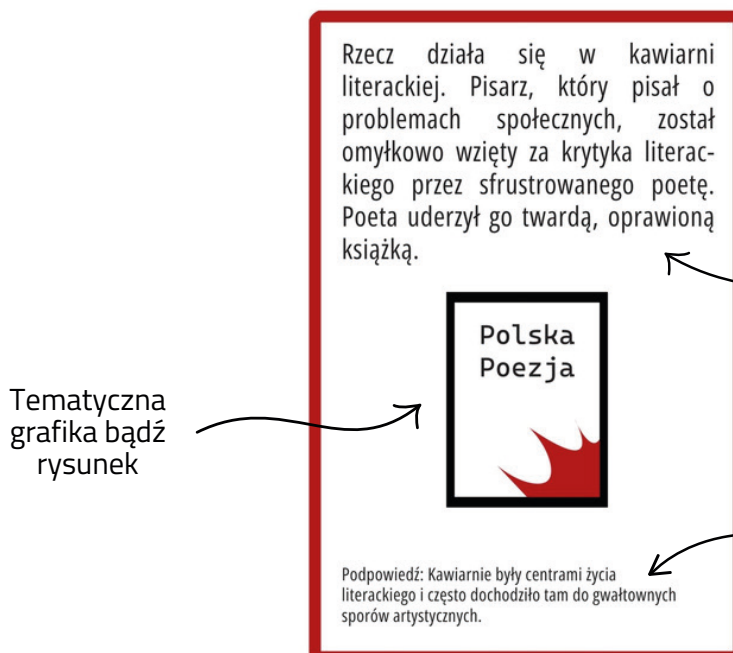 Rzecz działa się w kawiarni
literackiej. Pisarz, który pisał o
problemach społecznych, został
omyłkowo wzięty za krytyka literac-
kiego przez sfrustrowanego poetę.
Poeta uderzył go twardą, oprawioną
książką.
Polska
Poezja
Tematyczna
grafika bądź
rysunek
Podpowiedź: Kawiarnie były centrami życia
literackiego i często dochodziło tam do gwałtownych
sporów artystycznych.